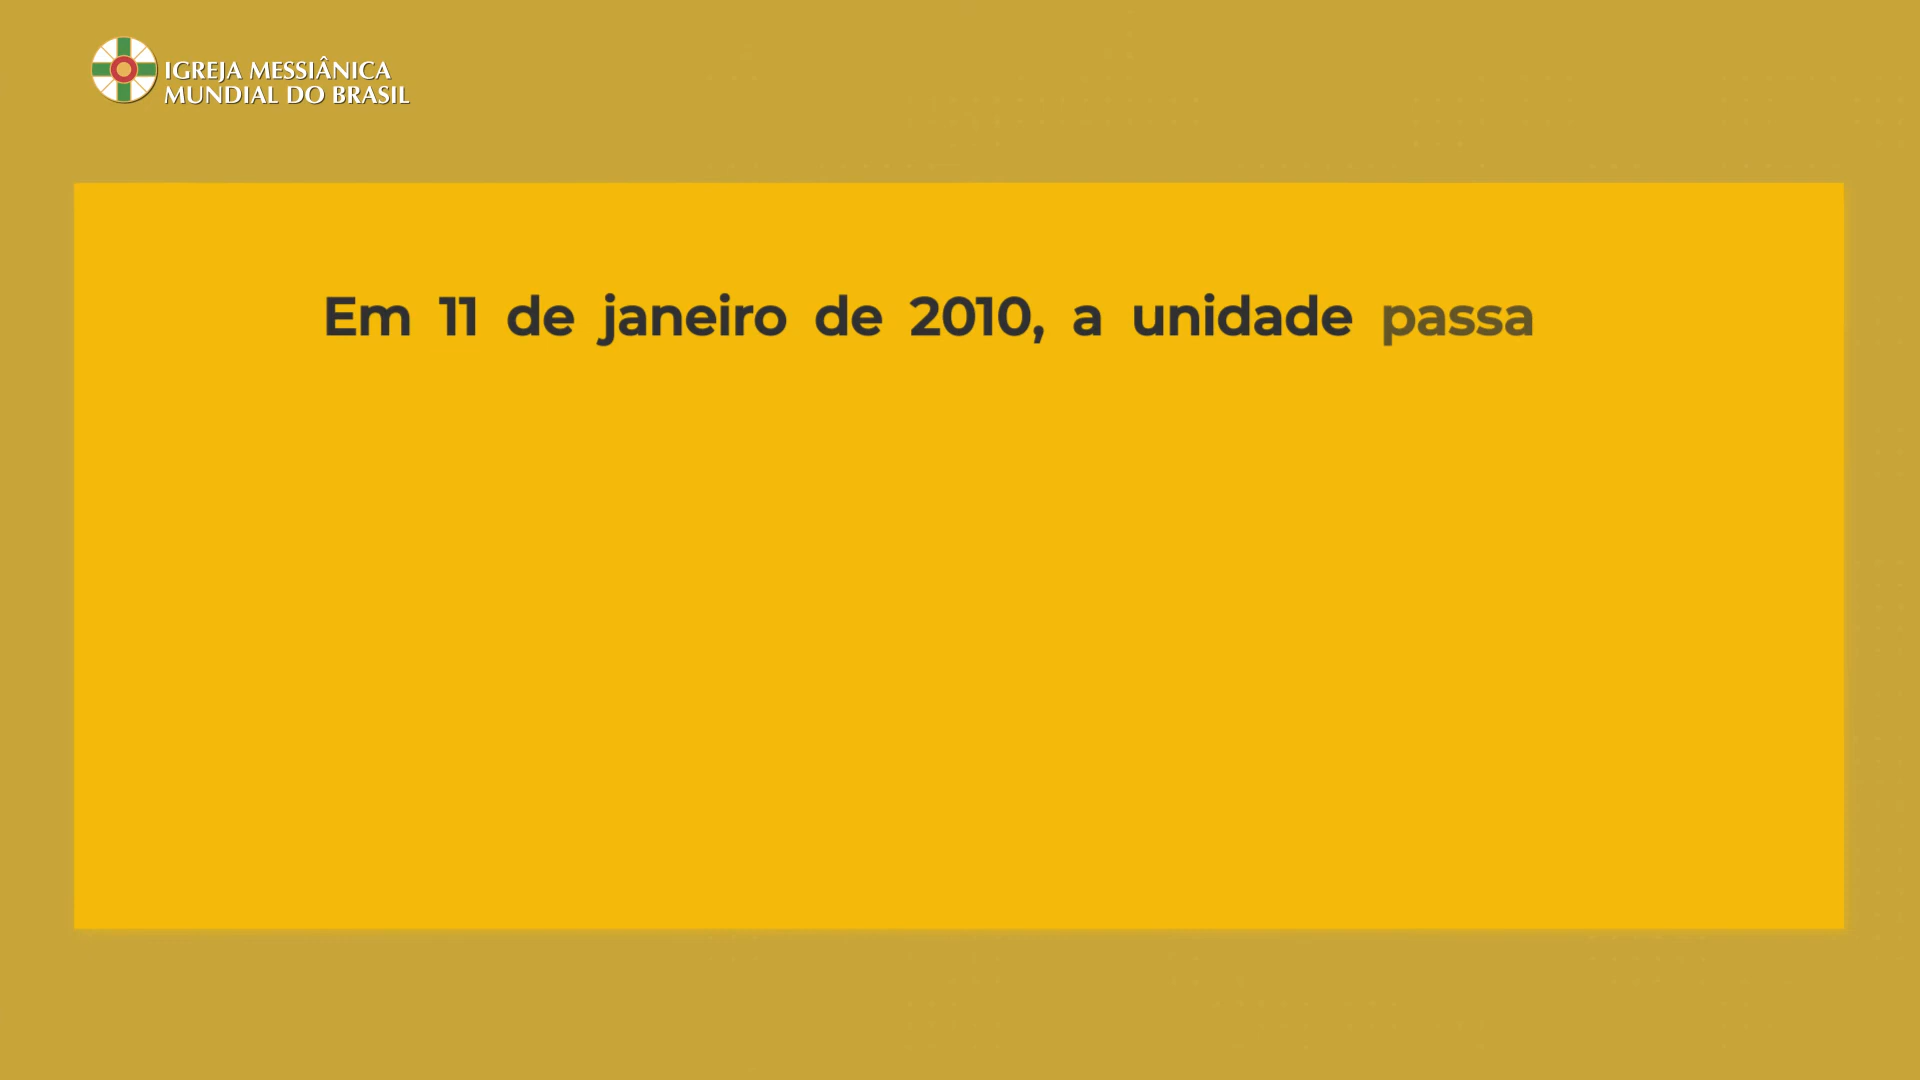 IGREJA MESSIÂNICA
MUNDIAL DO BRASIL
Em 11 de janeiro de 2010, a unidade passa